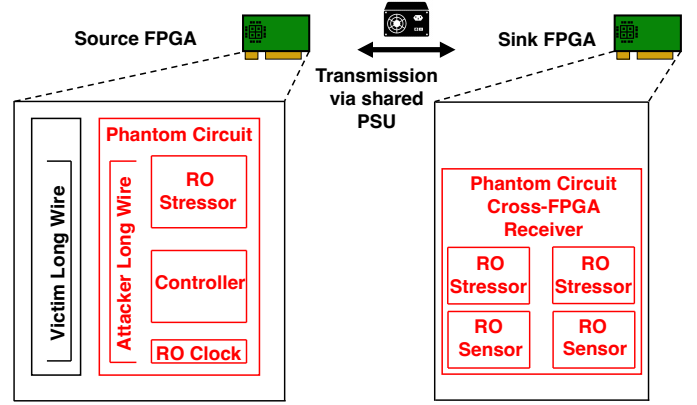 Source FPGA
Transmission
via shared
PSU
Sink FPGA
Victim Long Wire
Phantom Circuit
Attacker Long Wire
RO
Stressor
Controller
RO Clock
Phantom Circuit
Cross-FPGA
Receiver
RO
Stressor
RO
Stressor
RO
Sensor
RO
Sensor